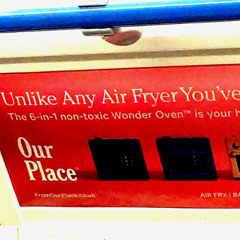 Unlike Any Air Fryer You've
The 6-in-1 non-toxic Wonder Oven™ is your h
Our
Place
FromOurPlace.co.uk
AIR FRY | BA